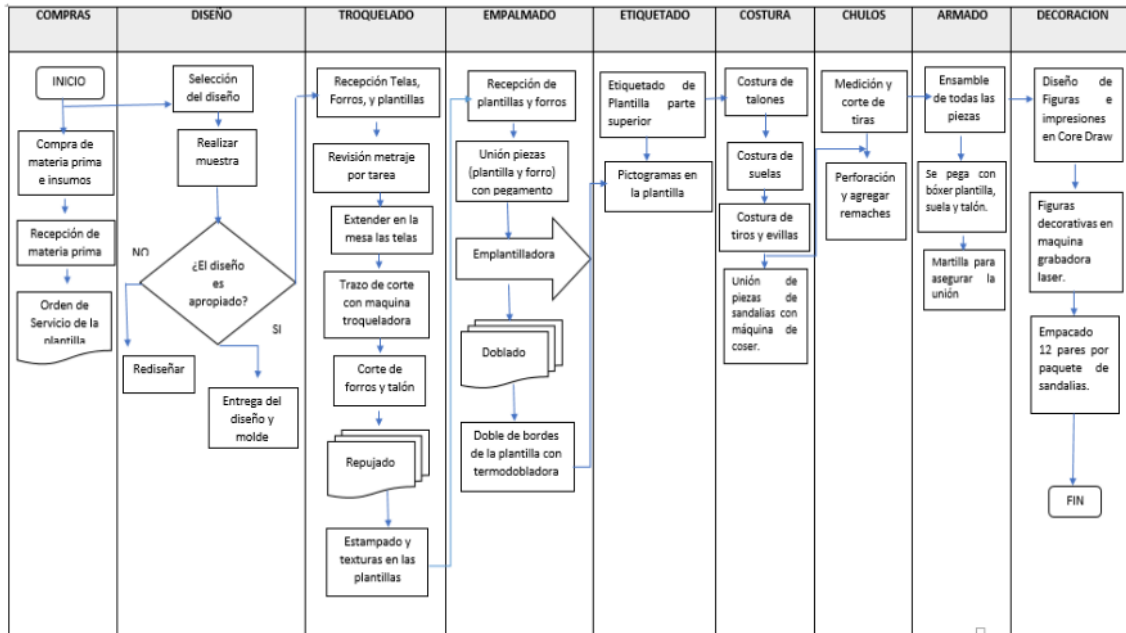 COMPRAS
DISEÑO
TROQUELADO
EMPALMADO
ETIQUETADO
COSTURA
CHULOS
ARMADO
DECORACION
INICIO
Compra de
materia prima
e insumos
Recepción de
materia prima
Orden de
Servicio de la
plantilla
Selección
del diseño
Realizar
muestra
NO
¿El diseño
es
apropiado?
SI
Rediseñar
Entrega del
diseño y
molde
Recepción Telas,
Forros, y plantillas
Revisión metraje
por tarea
Extender en la
mesa las telas
Trazo de corte
con maquina
troqueladora
Corte de
forros y talón
Repujado
Estampado y
texturas en las
plantillas
Recepción de
plantillas y forros
Unión piezas
(plantilla y forro)
con pegamento
Emplantilladora
Doblado
Doble de bordes
de la plantilla con
termodobladora
Etiquetado de
Plantilla parte
superior
Pictogramas en
la plantilla
Costura de
talones
Costura de
suelas
Costura de
tiros y evillas
Unión de
piezas de
sandalias con
máquina de
coser.
Medición y
corte de
tiras
Perforación
y agregar
remaches
Ensamble
de todas las
piezas
Se pega con
bóxer plantilla,
suela y talón.
Martilla para
asegurar la
unión
Diseño de
Figuras e
impresiones
en Core Draw
Figuras
decorativas en
maquina
grabadora
laser.
Empacado
12 pares por
paquete de
sandalias.
FIN